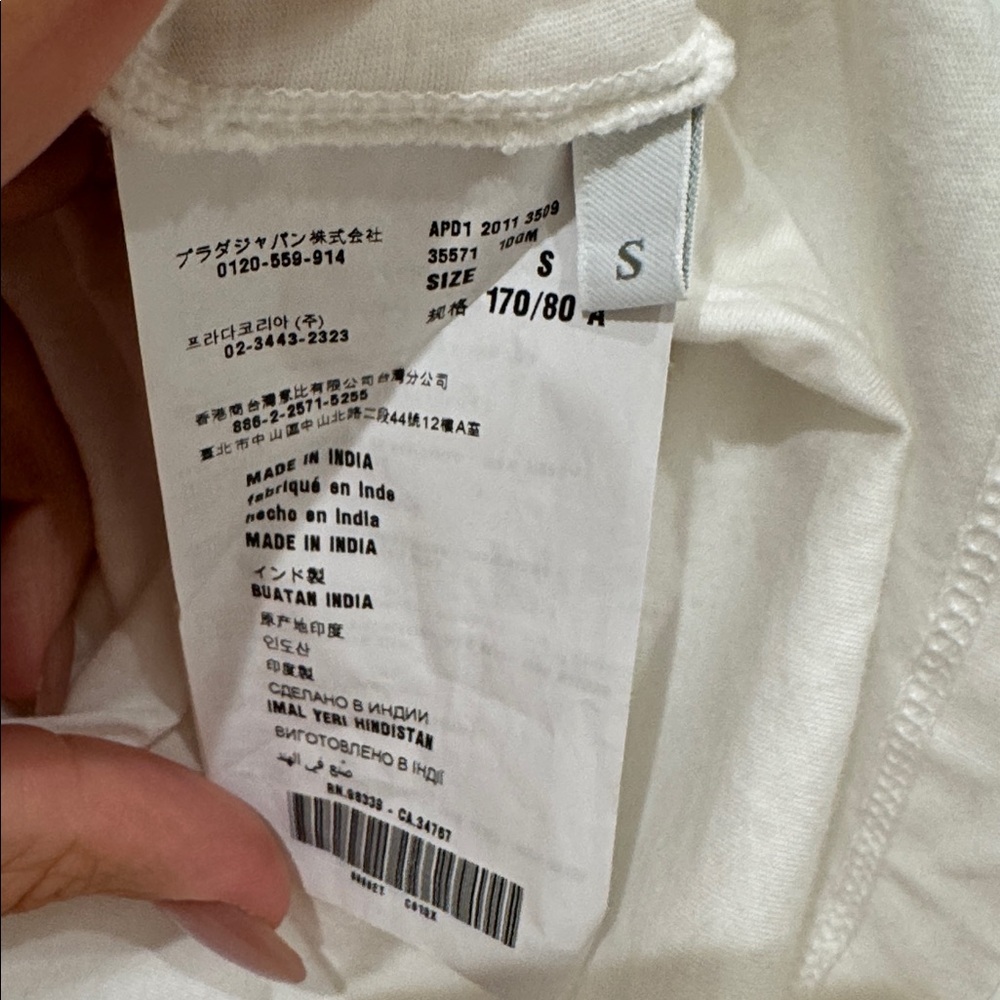 プラダジャパン株式会社
0120-559-914
APD1 2011 3509
35571 100M
SIZE S
规格 170/80 A
S
프라다코리아 (주)
02-3443-2323
香港商台灣惠比有限公司台灣分公司
886-2-2571-5255
臺北市中山區中山北路二段44號12樓A室
MADE IN INDIA
fabriqué en Inde
hecho en India
MADE IN INDIA
インド製
BUATAN INDIA
原产地印度
인도산
印度製
СДЕЛАНО В ИНДИИ
IMAL YERI HINDISTAN
ВИГОТОВЛЕНО В ІНДІЇ
صنع في الهند
RN.98339 - CA.34767